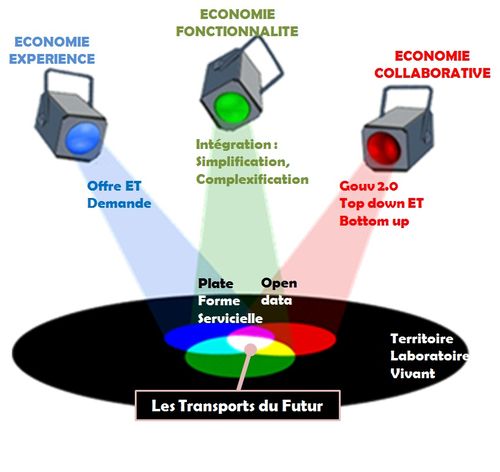 ECONOMIE
EXPERIENCE
ECONOMIE
FONCTIONNALITE
ECONOMIE
COLLABORATIVE
Offre ET
Demande
Intégration :
Simplification,
Complexification
Gouv 2.0
Top down ET
Bottom up
Plate
Forme
Servicielle
Open
data
Territoire
Laboratoire
Vivant
Les Transports du Futur